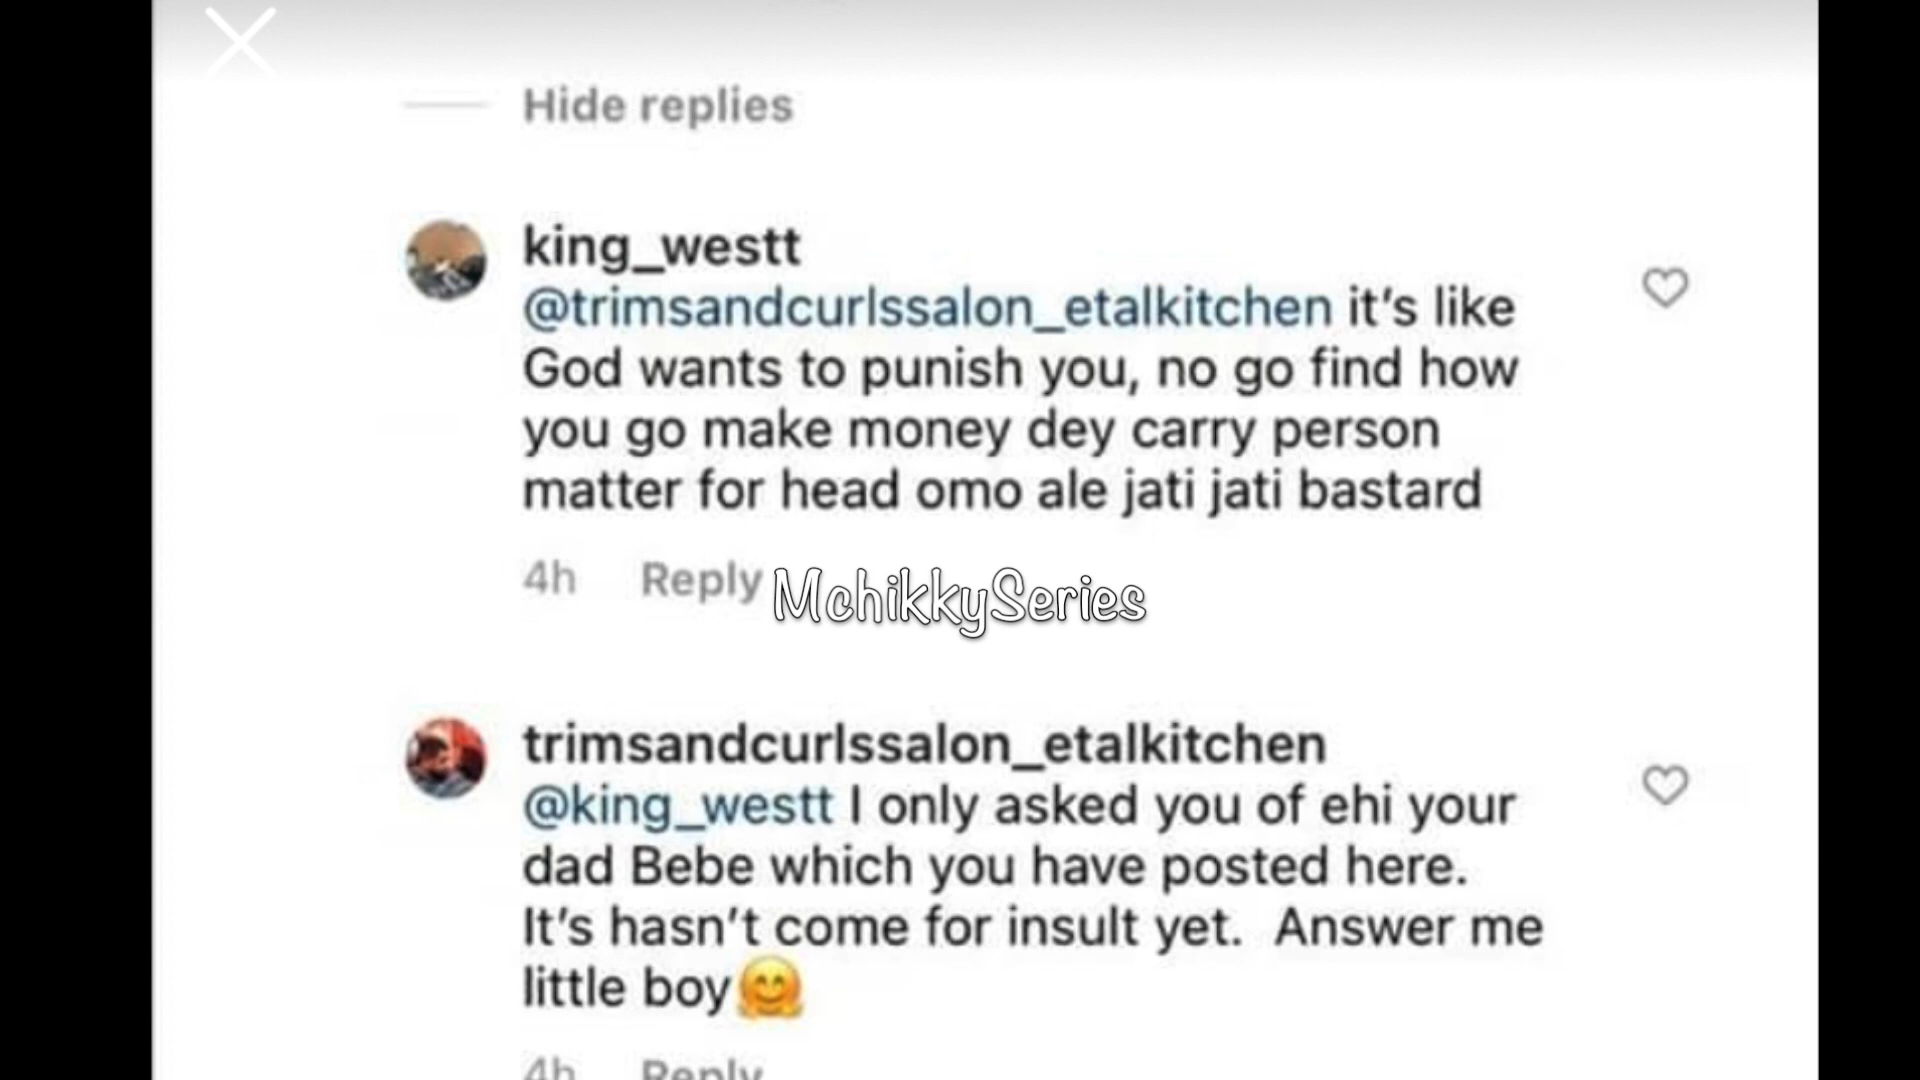 Hide replies
king_westt
@trimsandcurlssalon_etalkitchen it's like
God wants to punish you, no go find how
you go make money dey carry person
matter for head omo ale jati jati bastard
4h Reply
MchikkySeries
trimsandcurlssalon_etalkitchen
@king_westt I only asked you of ehi your
dad Bebe which you have posted here.
It's hasn't come for insult yet. Answer me
little boy🤗
4h Reply